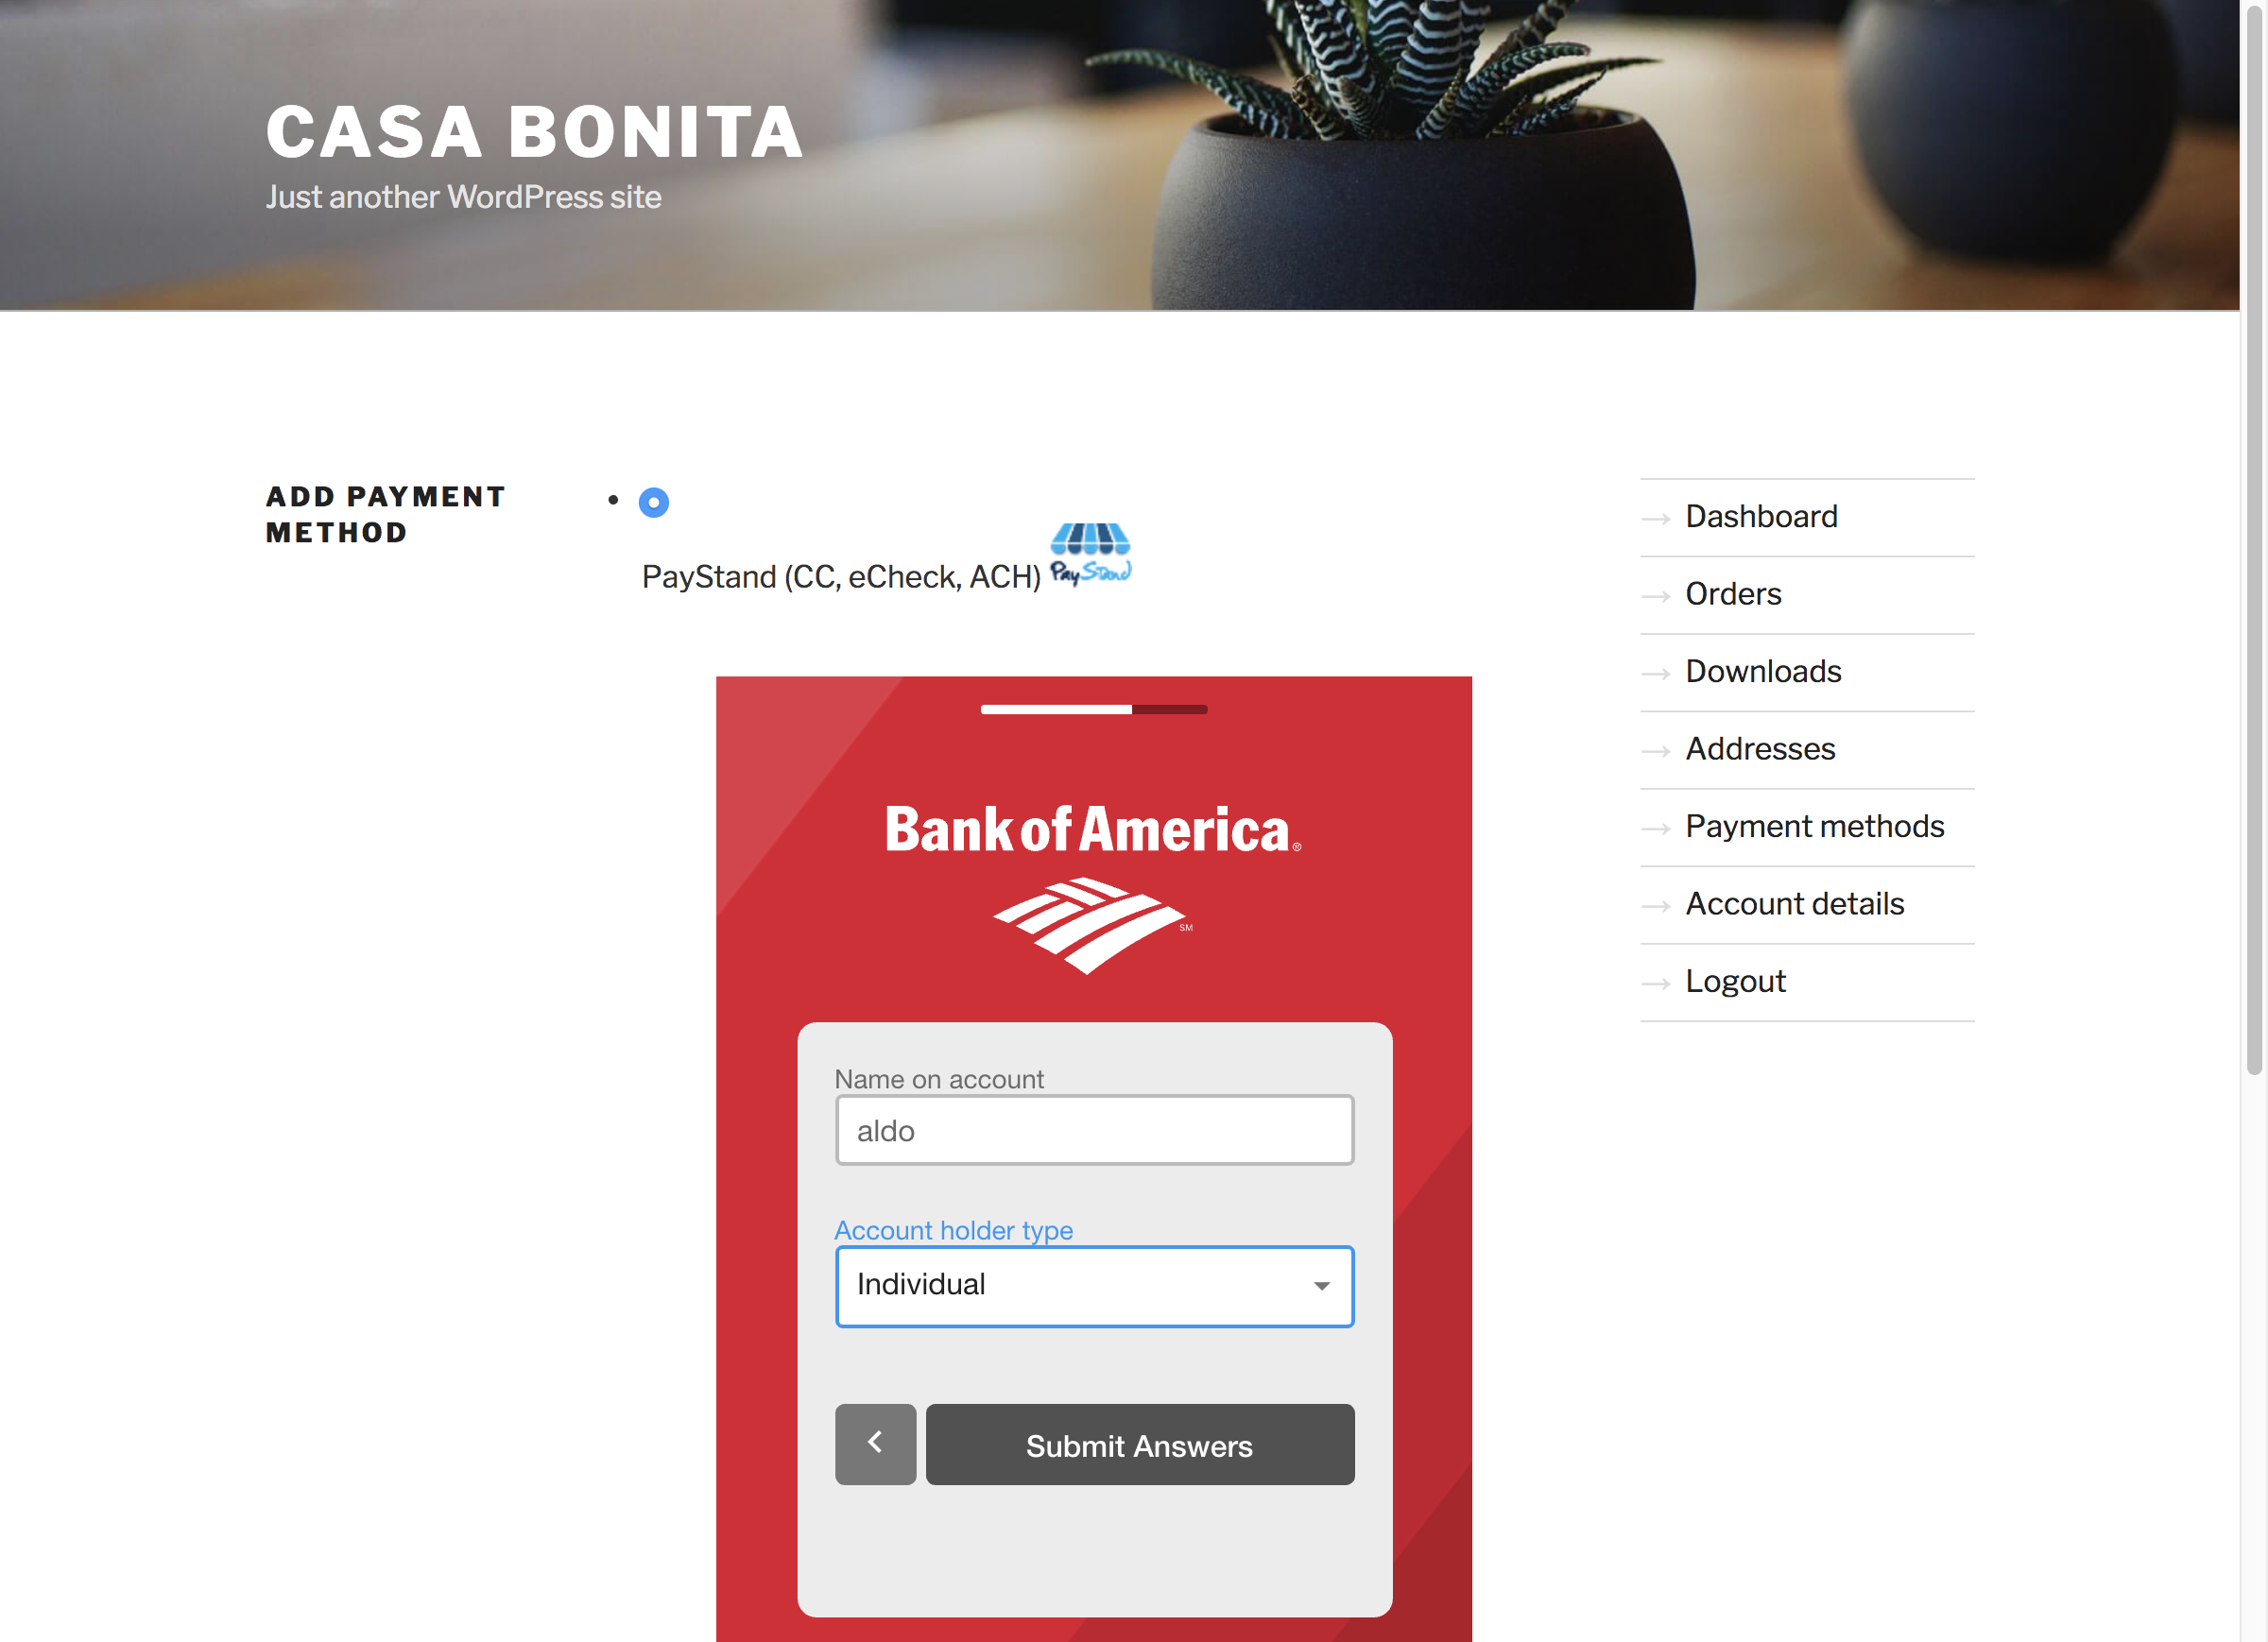 CASA BONITA
Just another WordPress site
ADD PAYMENT
METHOD
PayStand (CC, eCheck, ACH)
PayStand
Bank of America®
SM
Name on account
aldo
Account holder type
Individual
Submit Answers
Dashboard
Orders
Downloads
Addresses
Payment methods
Account details
Logout